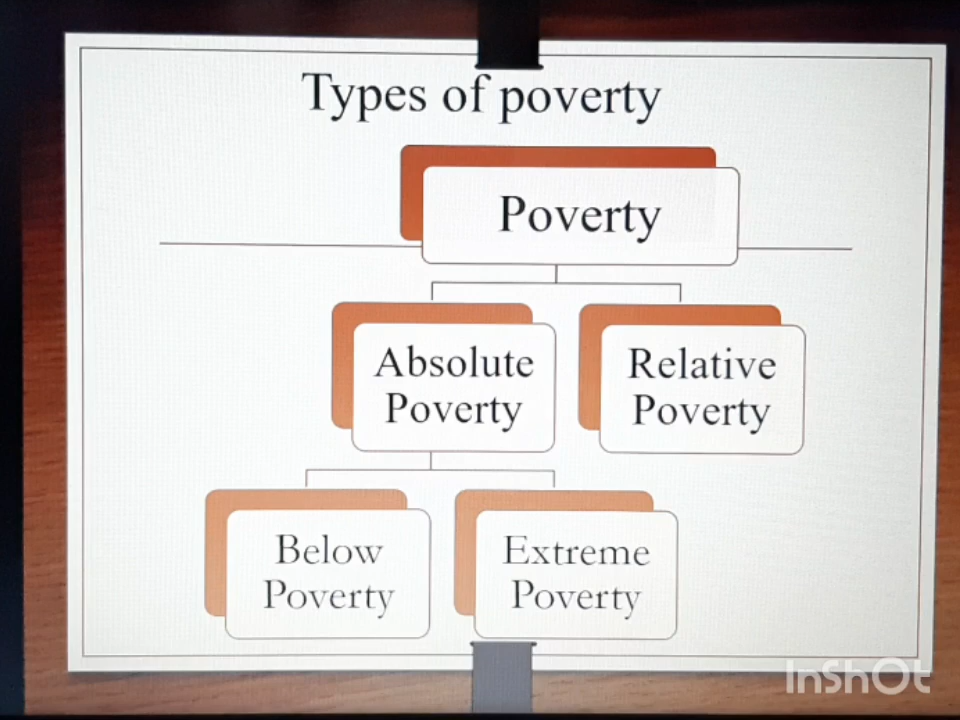 Types of poverty
Poverty
Absolute
Poverty
Relative
Poverty
Below
Poverty
Extreme
Poverty
InShOt